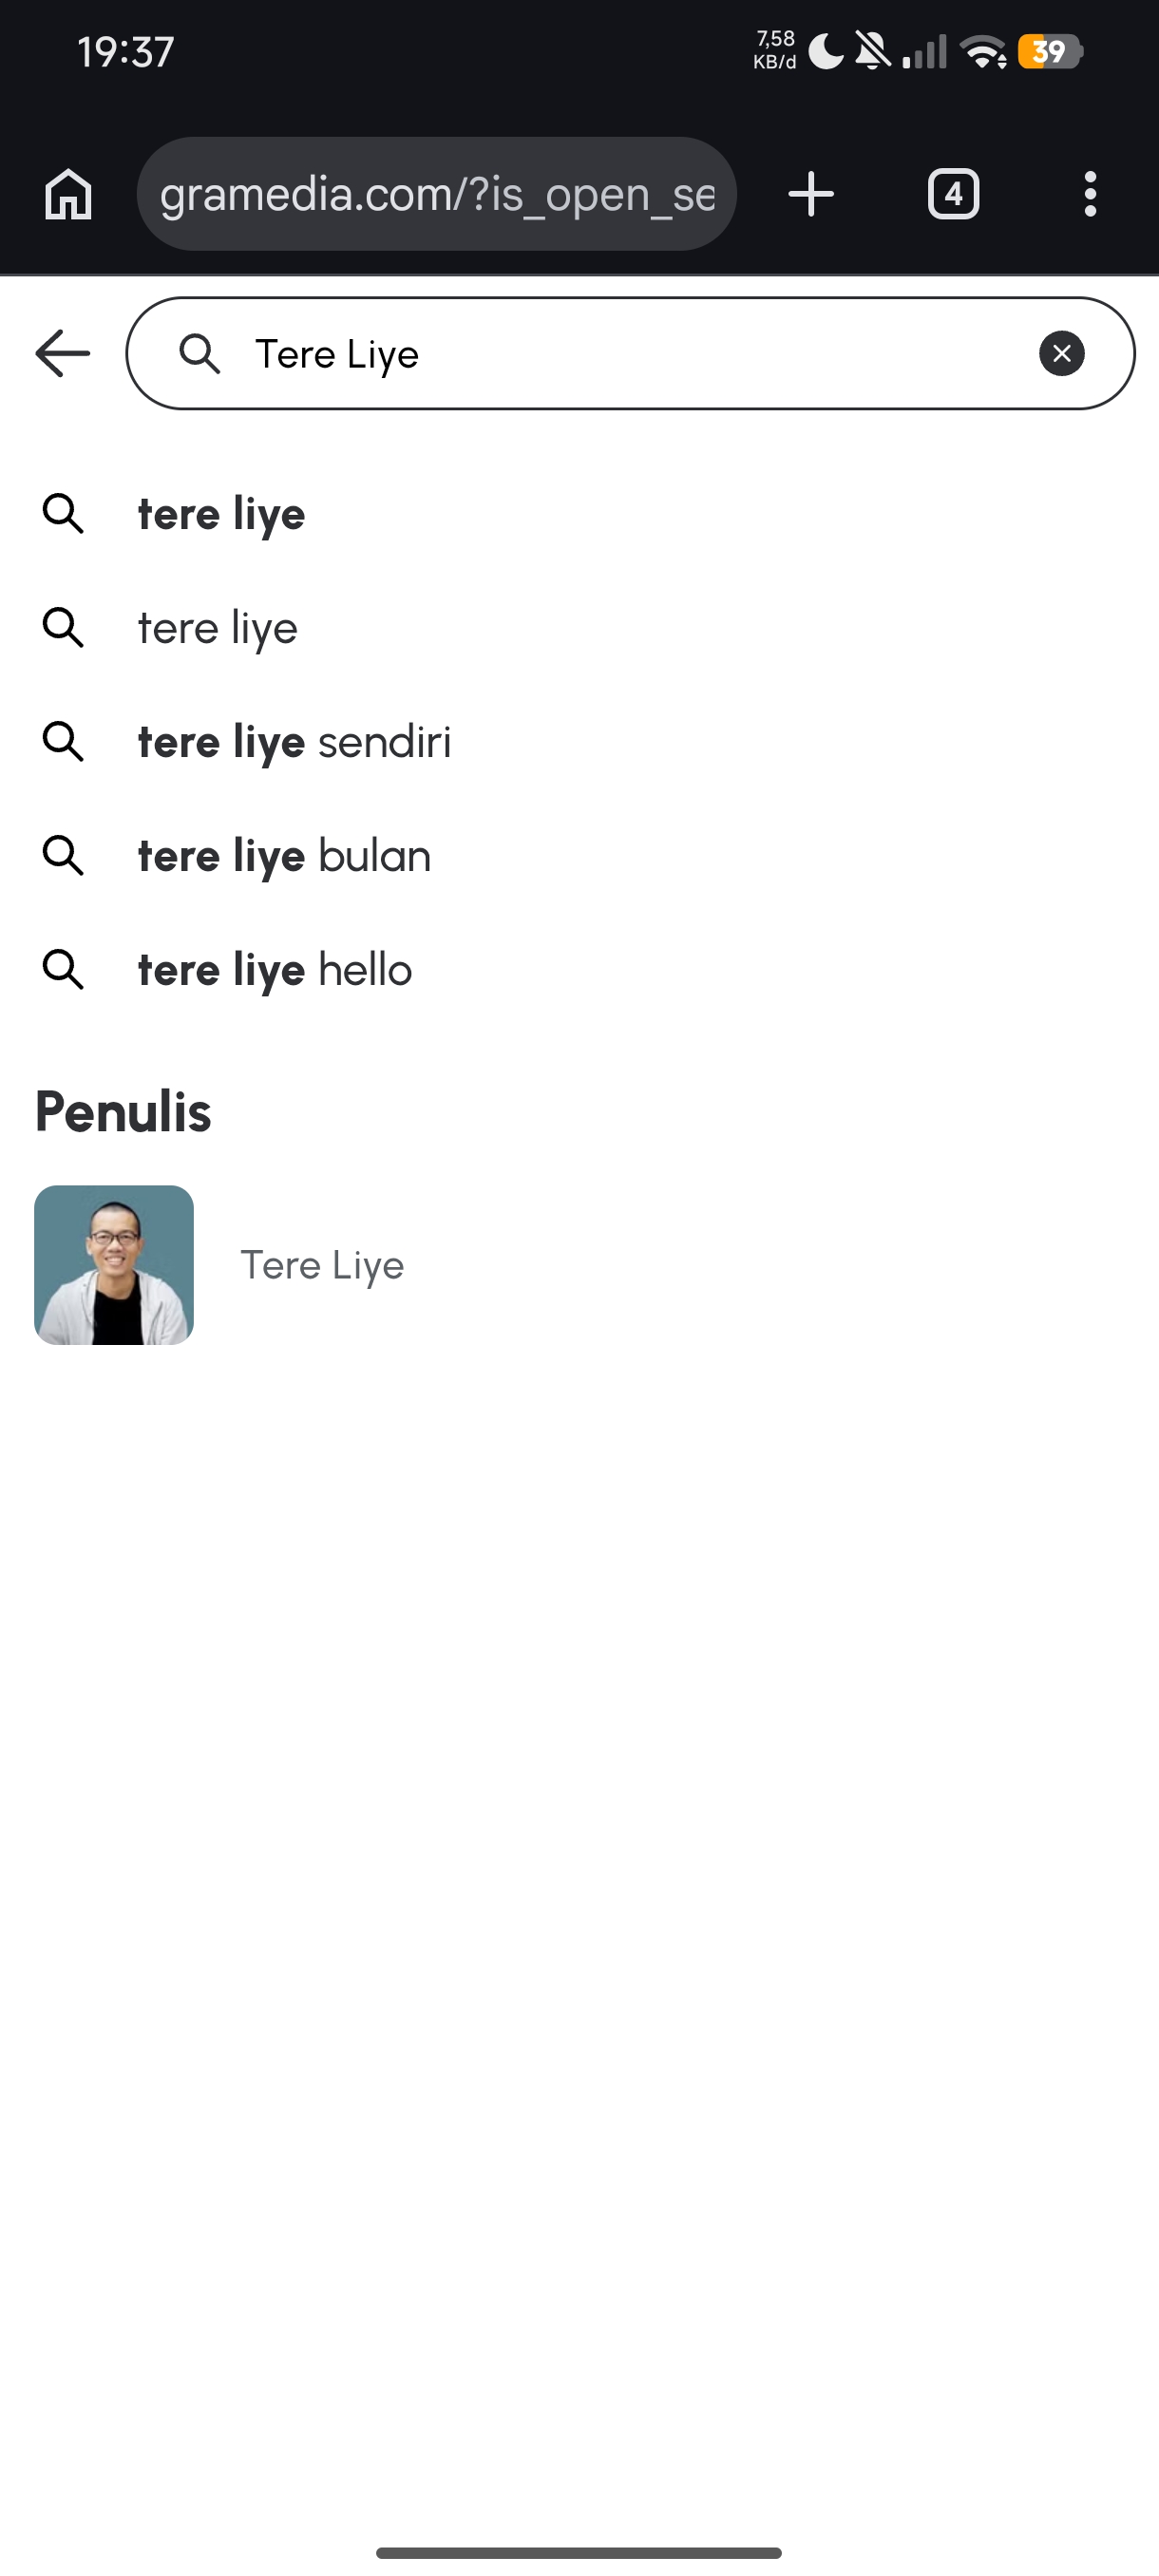 19:37
7,58
KB/d
39
gramedia.com/?is_open_se
4
Tere Liye
tere liye
tere liye
tere liye sendiri
tere liye bulan
tere liye hello
Penulis
Tere Liye